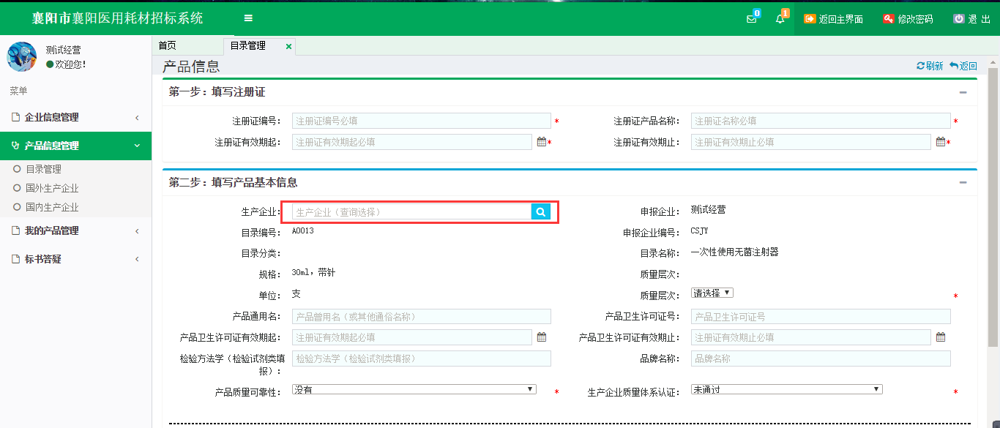 襄阳市襄阳医用耗材招标系统
0
1
返回主界面
修改密码
退 出
测试经营
欢迎您!
菜单
企业信息管理
产品信息管理
目录管理
国外生产企业
国内生产企业
我的产品管理
标书答疑
首页
目录管理
产品信息
刷新
返回
第一步：填写注册证
注册证编号：
注册证编号必填
*
注册证产品名称：
注册证名称必填
*
注册证有效期起：
注册证有效期起必填
*
注册证有效期止：
注册证有效期止必填
*
第二步：填写产品基本信息
生产企业：
生产企业（查询选择）
申报企业：
测试经营
目录编号：
A0013
申报企业编号：
CSJY
目录分类：
目录名称：
一次性使用无菌注射器
规格：
30ml，带针
质量层次：
单位：
支
质量层次：
请选择
*
产品通用名：
产品曾用名（或其他通俗名称）
产品卫生许可证号：
产品卫生许可证号
产品卫生许可证有效期起：
注册证有效期起必填
产品卫生许可证有效期止：
注册证有效期止必填
检验方法学（检验试剂类填报）：
检验方法学（检验试剂类填报）
品牌名称：
品牌名称
产品质量可靠性：
没有
*
生产企业质量体系认证：
未通过
*